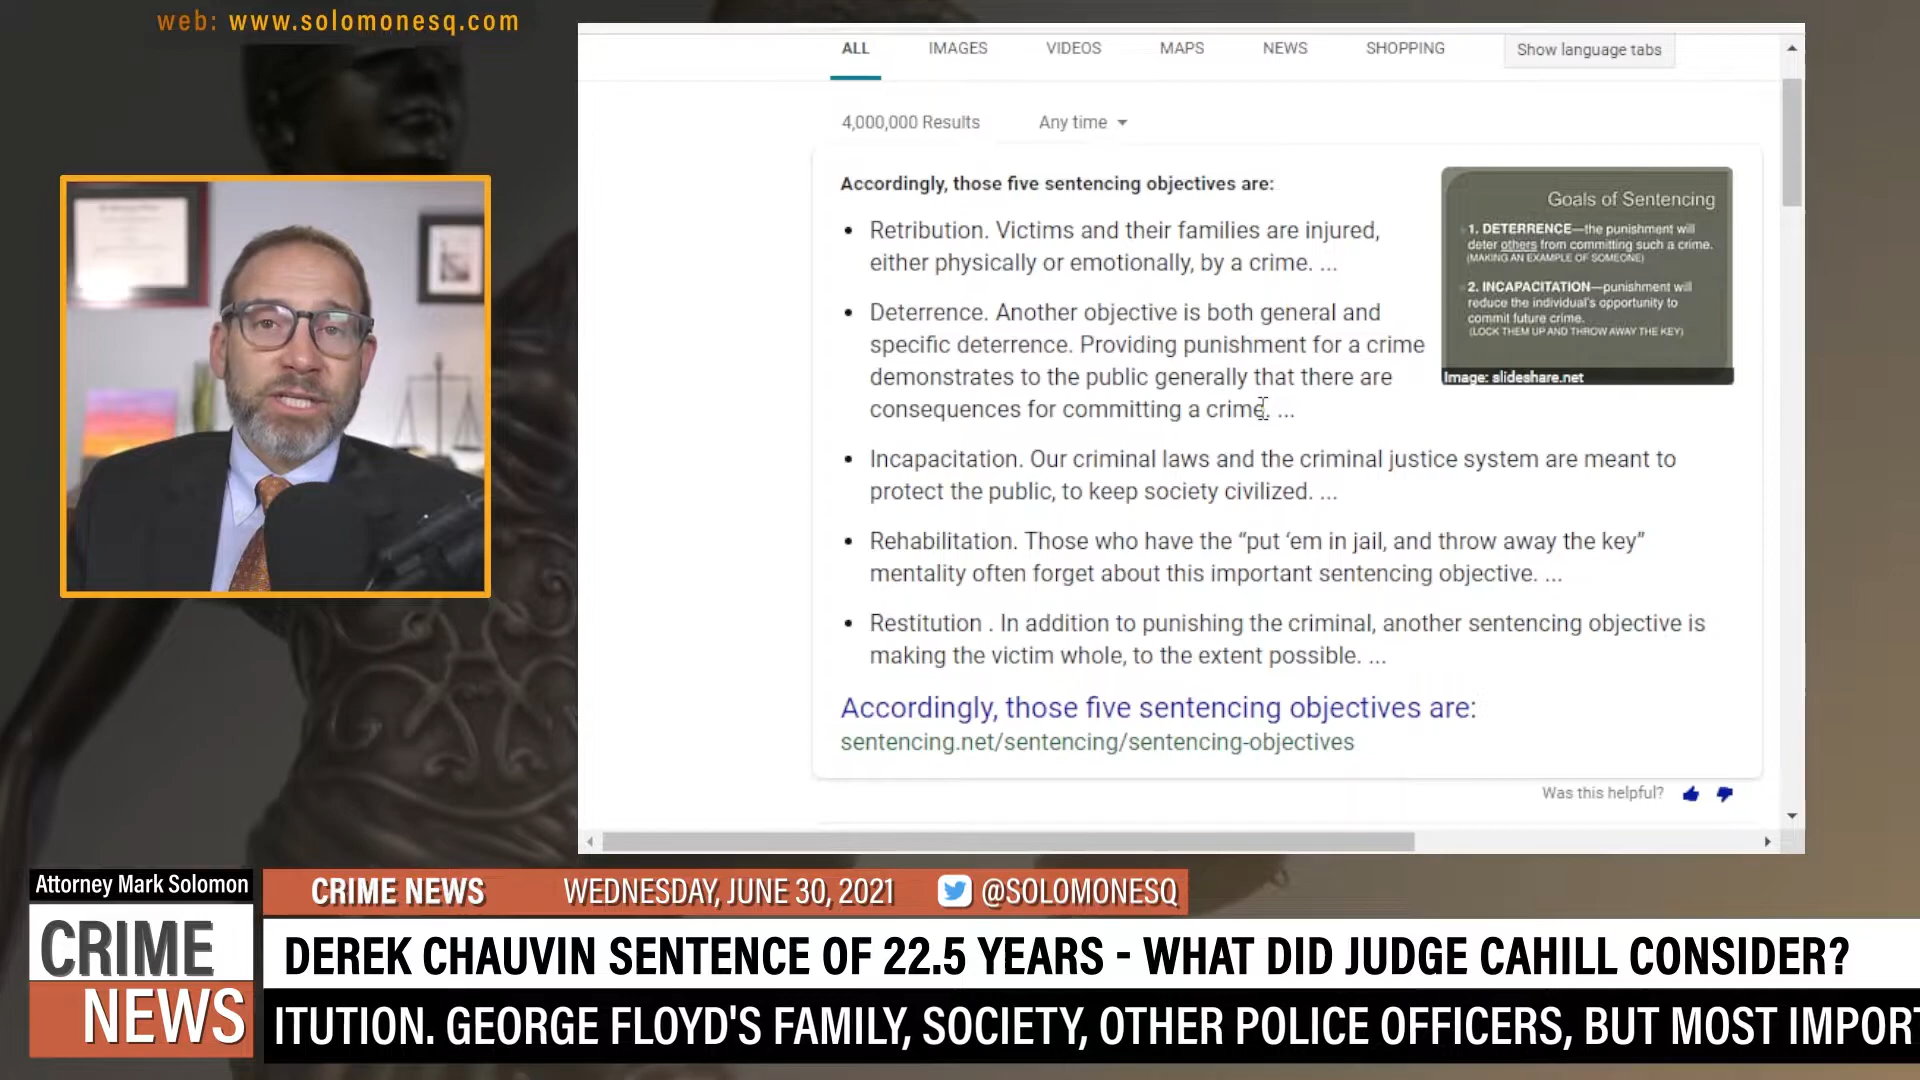 web: www.solomonesq.com
ALL IMAGES VIDEOS MAPS NEWS SHOPPING Show language tabs
4,000,000 Results Any time
Accordingly, those five sentencing objectives are:
• Retribution. Victims and their families are injured,
either physically or emotionally, by a crime. ...
• Deterrence. Another objective is both general and
specific deterrence. Providing punishment for a crime
demonstrates to the public generally that there are
consequences for committing a crime. ...
• Incapacitation. Our criminal laws and the criminal justice system are meant to
protect the public, to keep society civilized. ...
• Rehabilitation. Those who have the “put ‘em in jail, and throw away the key”
mentality often forget about this important sentencing objective. ...
• Restitution . In addition to punishing the criminal, another sentencing objective is
making the victim whole, to the extent possible. ...
Goals of Sentencing
1. DETERRENCE—the punishment will
deter others from committing such a crime.
(MAKING AN EXAMPLE OF SOMEONE)
2. INCAPACITATION—punishment will
reduce the individual's opportunity to
commit future crime.
(LOCK THEM UP AND THROW AWAY THE KEY)
Image: slideshare.net
Accordingly, those five sentencing objectives are:
sentencing.net/sentencing/sentencing-objectives
Was this helpful?
Attorney Mark Solomon
CRIME NEWS WEDNESDAY, JUNE 30, 2021 @SOLOMONESQ
CRIME
NEWS
DEREK CHAUVIN SENTENCE OF 22.5 YEARS - WHAT DID JUDGE CAHILL CONSIDER?
ITUTION. GEORGE FLOYD'S FAMILY, SOCIETY, OTHER POLICE OFFICERS, BUT MOST IMPORT